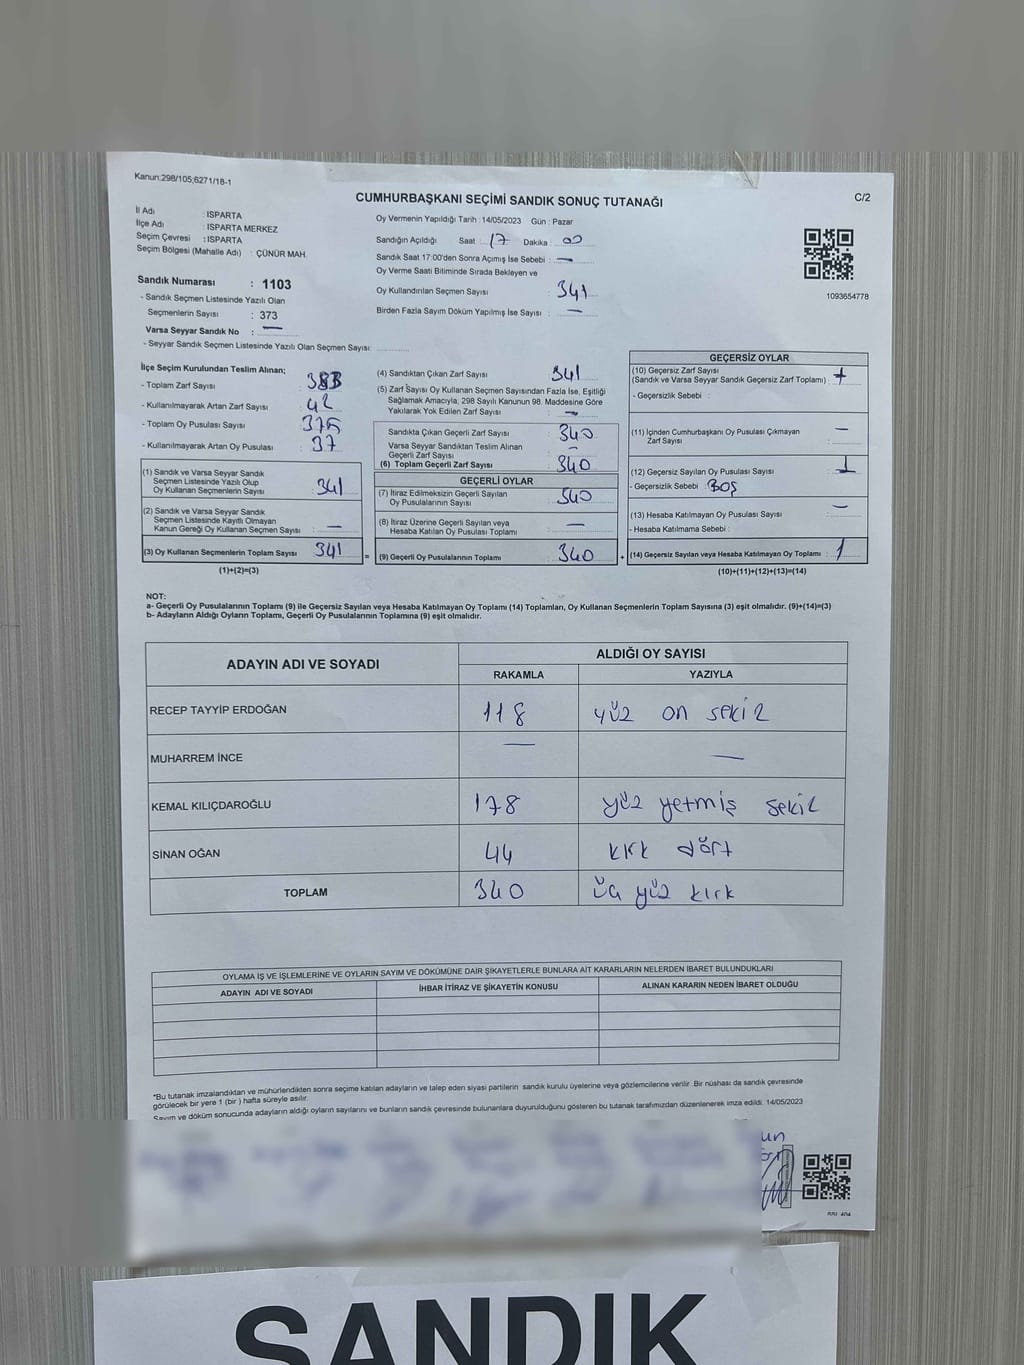 Kanun:298/105;6271/18-1
C/2
CUMHURBAŞKANI SEÇİMİ SANDIK SONUÇ TUTANAĞI
İl Adı : ISPARTA
İlçe Adı : ISPARTA MERKEZ
Seçim Çevresi : ISPARTA
Seçim Bölgesi (Mahalle Adı) : ÇÜNÜR MAH.
Sandık Numarası : 1103
- Sandık Seçmen Listesinde Yazılı Olan
Seçmenlerin Sayısı : 373
Varsa Seyyar Sandık No : —
- Seyyar Sandık Seçmen Listesinde Yazılı Olan Seçmen Sayısı:
Oy Vermenin Yapıldığı Tarih : 14/05/2023 Gün : Pazar
Sandığın Açıldığı Saat : 17 Dakika : 00
Sandık Saat 17:00'den Sonra Açımış İse Sebebi : —
Oy Verme Saati Bitiminde Sırada Bekleyen ve
Oy Kullandırılan Seçmen Sayısı : 341
Birden Fazla Sayım Döküm Yapılmış İse Sayısı : —
1093654778
İlçe Seçim Kurulundan Teslim Alınan;
- Toplam Zarf Sayısı : 383
- Kullanılmayarak Artan Zarf Sayısı : 42
- Toplam Oy Pusulası Sayısı :
- Kullanılmayarak Artan Oy Pusulası : 37
(1) Sandık ve Varsa Seyyar Sandık
Seçmen Listesinde Yazılı Olup
Oy Kullanan Seçmenlerin Sayısı : 341
(2) Sandık ve Varsa Seyyar Sandık
Seçmen Listesinde Kayıtlı Olmayan
Kanun Gereği Oy Kullanan Seçmen Sayısı : —
(3) Oy Kullanan Seçmenlerin Toplam Sayısı : 341
(1)+(2)=(3)
(4) Sandıktan Çıkan Zarf Sayısı : 341
(5) Zarf Sayısı Oy Kullanan Seçmen Sayısından Fazla İse, Eşitliği
Sağlamak Amacıyla, 298 Sayılı Kanunun 98. Maddesine Göre
Yakılarak Yok Edilen Zarf Sayısı : —
Sandıkta Çıkan Geçerli Zarf Sayısı : 340
Varsa Seyyar Sandıktan Teslim Alınan
Geçerli Zarf Sayısı : —
(6) Toplam Geçerli Zarf Sayısı : 340
GEÇERLİ OYLAR
(7) İtiraz Edilmeksizin Geçerli Sayılan
Oy Pusulalarının Sayısı : 340
(8) İtiraz Üzerine Geçerli Sayılan veya
Hesaba Katılan Oy Pusulaları Toplamı : —
= (9) Geçerli Oy Pusulalarının Toplamı : 340
GEÇERSİZ OYLAR
(10) Geçersiz Zarf Sayısı
(Sandık ve Varsa Seyyar Sandık Geçersiz Zarf Toplamı) :
- Geçersizlik Sebebi :
(11) İçinden Cumhurbaşkanı Oy Pusulası Çıkmayan
Zarf Sayısı : —
(12) Geçersiz Sayılan Oy Pusulası Sayısı : 1
- Geçersizlik Sebebi : BOŞ
(13) Hesaba Katılmayan Oy Pusulası Sayısı : —
- Hesaba Katılmama Sebebi :
+ (14) Geçersiz Sayılan veya Hesaba Katılmayan Oy Toplamı : 1
(10)+(11)+(12)+(13)=(14)
NOT:
a- Geçerli Oy Pusulalarının Toplamı (9) ile Geçersiz Sayılan veya Hesaba Katılmayan Oy Toplamı (14) Toplamları, Oy Kullanan Seçmenlerin Toplam Sayısına (3) eşit olmalıdır. (9)+(14)=(3)
b- Adayların Aldığı Oyların Toplamı, Geçerli Oy Pusulalarının Toplamına (9) eşit olmalıdır.
ADAYIN ADI VE SOYADI
ALDIĞI OY SAYISI
RAKAMLA YAZIYLA
RECEP TAYYİP ERDOĞAN 118 yüz on sekiz
MUHARREM İNCE — —
KEMAL KILIÇDAROĞLU 178 yüz yetmiş sekiz
SİNAN OĞAN 44 kırk dört
TOPLAM 340 üç yüz kırk
OYLAMA İŞ VE İŞLEMLERİNE VE OYLARIN SAYIM VE DÖKÜMÜNE DAİR ŞİKAYETLERLE BUNLARA AİT KARARLARIN NELERDEN İBARET BULUNDUKLARI
ADAYIN ADI VE SOYADI İHBAR İTİRAZ VE ŞİKAYETİN KONUSU ALINAN KARARIN NEDEN İBARET OLDUĞU
*Bu tutanak imzalandıktan ve mühürlendikten sonra seçime katılan adayların ve talep eden siyasi partilerin sandık kurulu üyelerine veya gözlemcilerine verilir. Bir nüshası da sandık çevresinde
görülecek bir yere 1 (bir ) hafta süreyle asılır.
Sayım ve döküm sonucunda adayların aldığı oyların sayılarını ve bunların sandık çevresinde bulunanlara duyurulduğunu gösteren bu tutanak tarafımızdan düzenlenerek imza edildi. 14/05/2023
SANDIK